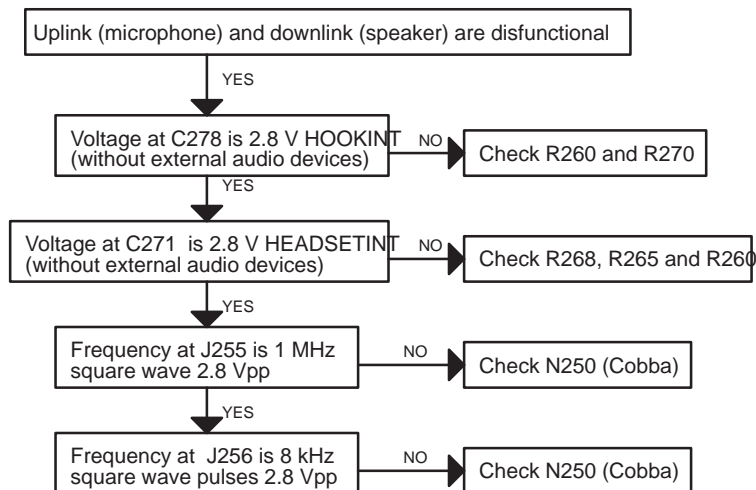 Uplink (microphone) and downlink (speaker) are disfunctional
YES
Voltage at C278 is 2.8 V HOOKINT
(without external audio devices)
NO
Check R260 and R270
YES
Voltage at C271 is 2.8 V HEADSETINT
(without external audio devices)
NO
Check R268, R265 and R260
YES
Frequency at J255 is 1 MHz
square wave 2.8 Vpp
NO
Check N250 (Cobba)
YES
Frequency at J256 is 8 kHz
square wave pulses 2.8 Vpp
NO
Check N250 (Cobba)